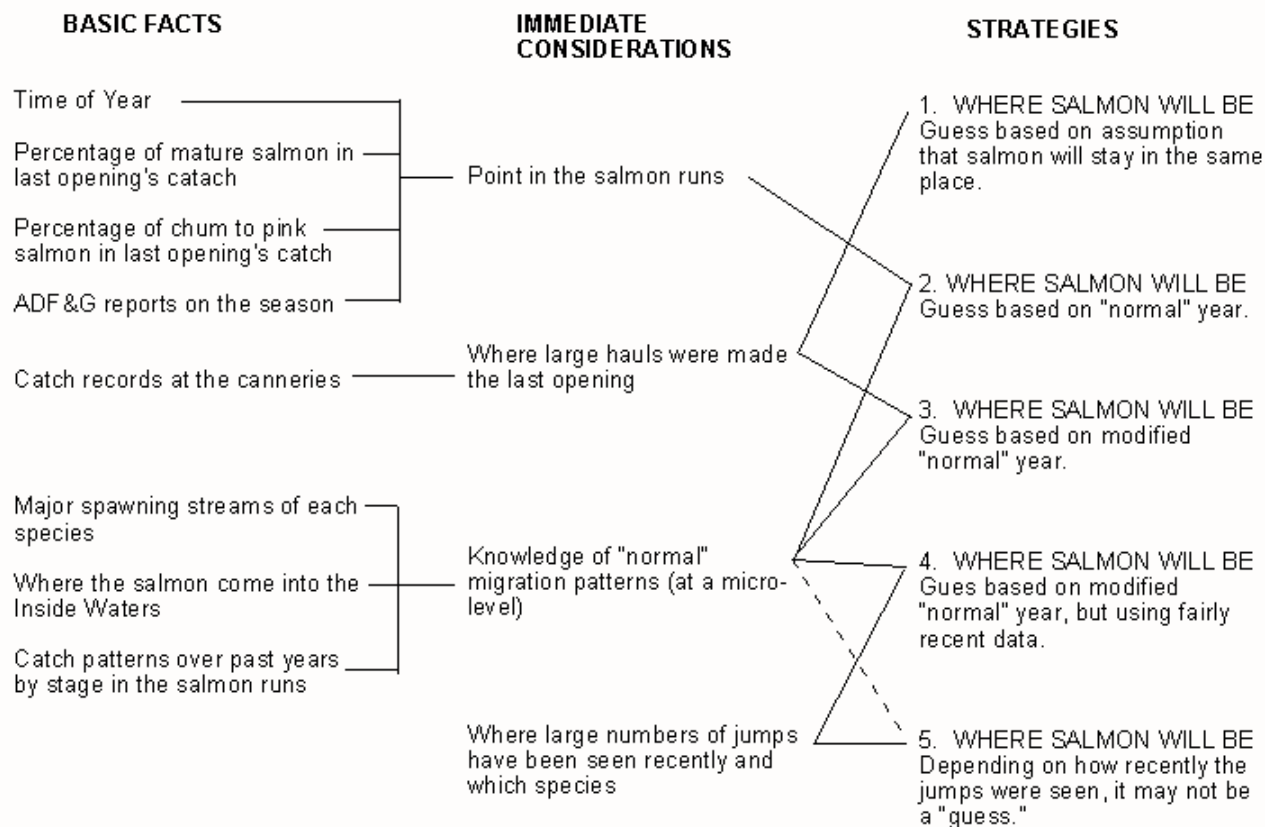 BASIC FACTS
Time of Year
Percentage of mature salmon in
last opening's catach
Percentage of chum to pink
salmon in last opening's catch
ADF&G reports on the season
Catch records at the canneries
Major spawning streams of each
species
Where the salmon come into the
Inside Waters
Catch patterns over past years
by stage in the salmon runs
IMMEDIATE
CONSIDERATIONS
Point in the salmon runs
Where large hauls were made
the last opening
Knowledge of "normal"
migration patterns (at a micro-
level)
Where large numbers of jumps
have been seen recently and
which species
STRATEGIES
1. WHERE SALMON WILL BE
Guess based on assumption
that salmon will stay in the same
place.
2. WHERE SALMON WILL BE
Guess based on "normal" year.
3. WHERE SALMON WILL BE
Guess based on modified
"normal" year.
4. WHERE SALMON WILL BE
Gues based on modified
"normal" year, but using fairly
recent data.
5. WHERE SALMON WILL BE
Depending on how recently the
jumps were seen, it may not be
a "guess."